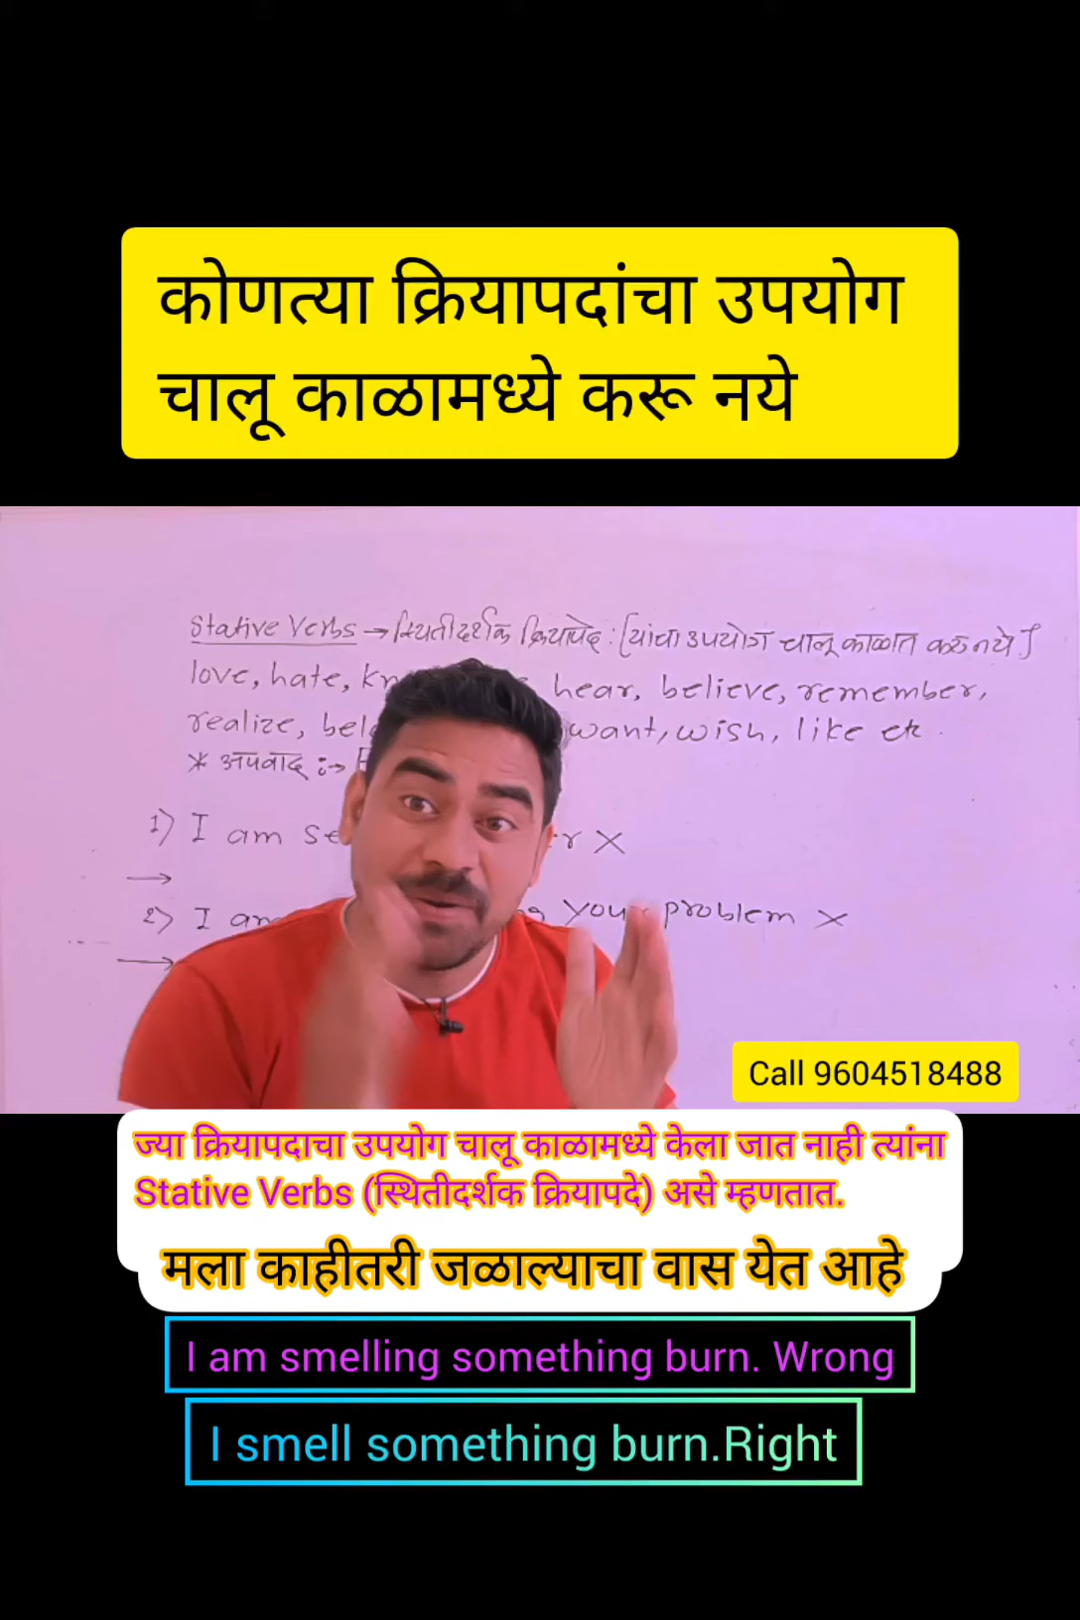 कोणत्या क्रियापदांचा उपयोग
चालू काळामध्ये करू नये
Stative Verbs → स्थितीदर्शक क्रियापदे : [यांचा उपयोग चालू काळात करू नये]
love, hate, hear, believe, remember,
realize, want, wish, like etc.
* अपवाद :→
1) I am X
→
2) I am your problem X
→
Call 9604518488
ज्या क्रियापदाचा उपयोग चालू काळामध्ये केला जात नाही त्यांना
Stative Verbs (स्थितीदर्शक क्रियापदे) असे म्हणतात.
मला काहीतरी जळाल्याचा वास येत आहे
I am smelling something burn. Wrong
I smell something burn.Right